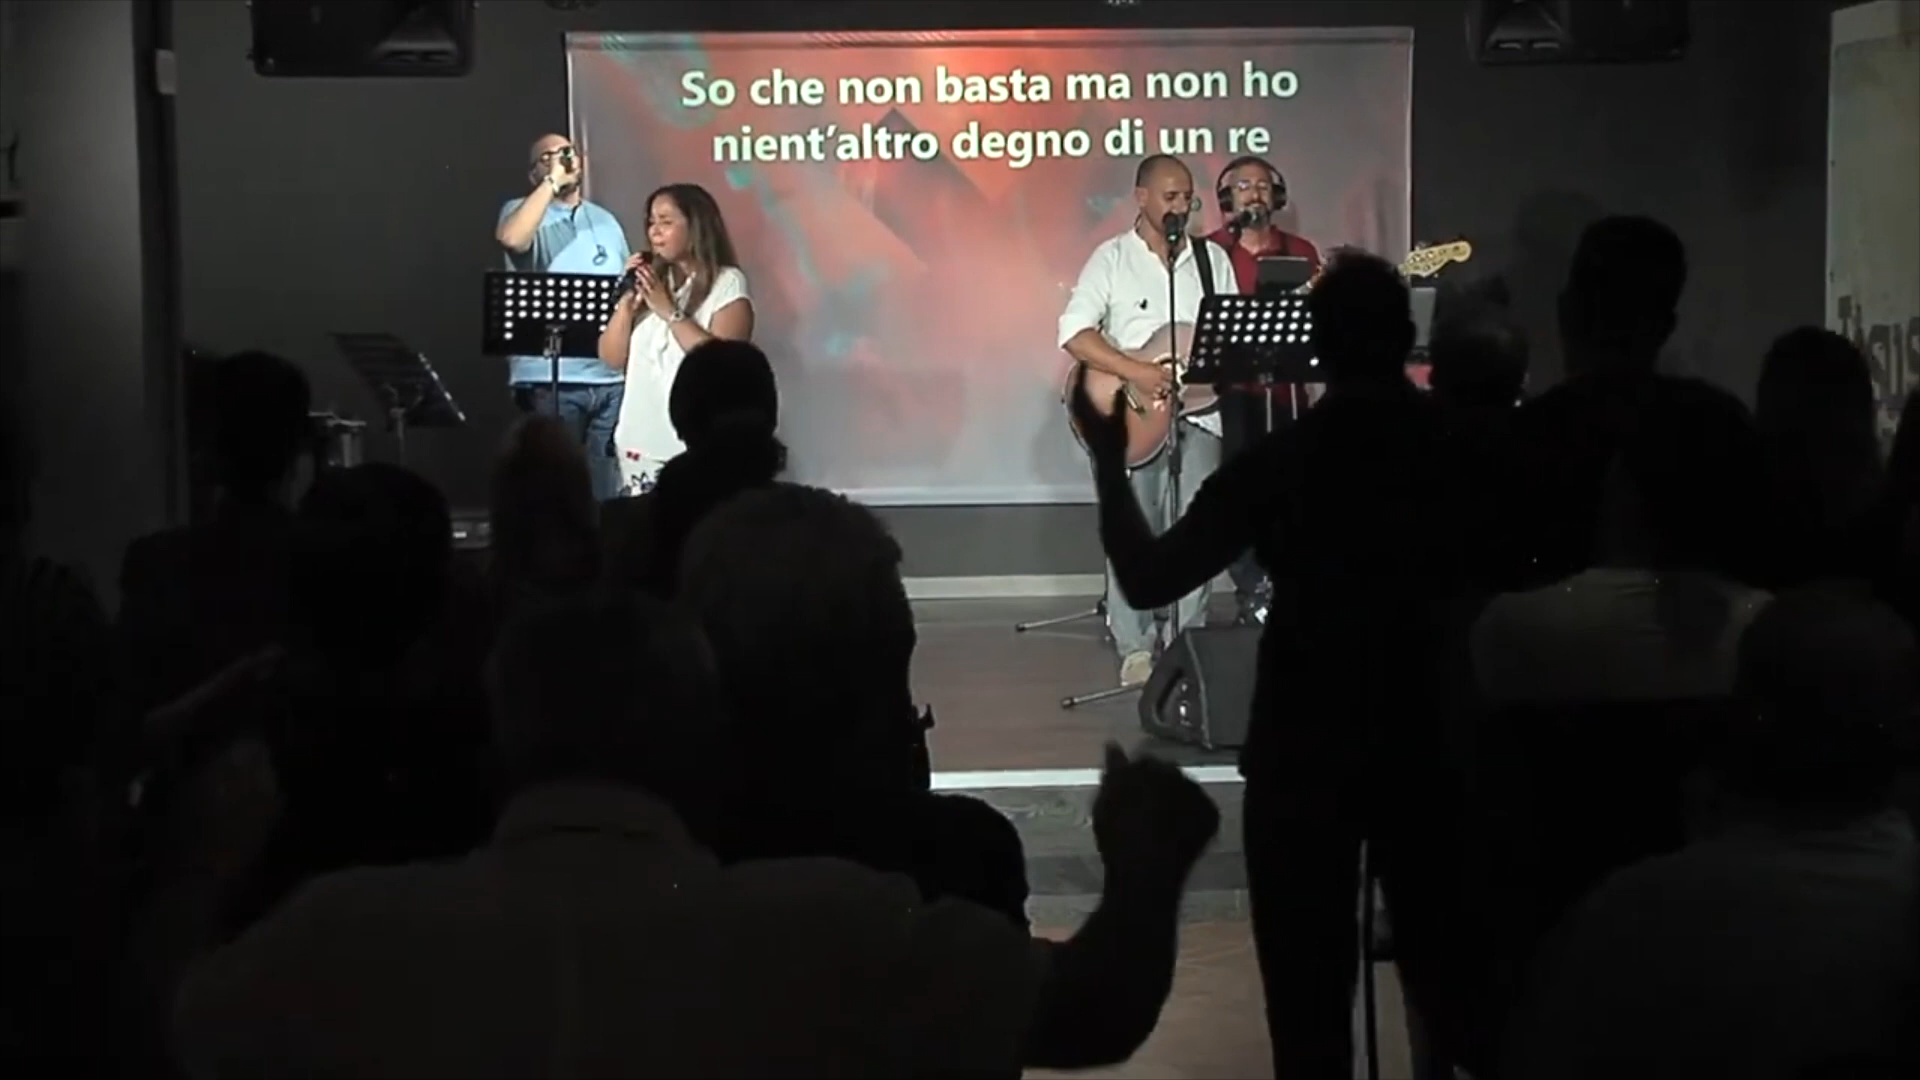 So che non basta ma non ho
nient'altro degno di un re